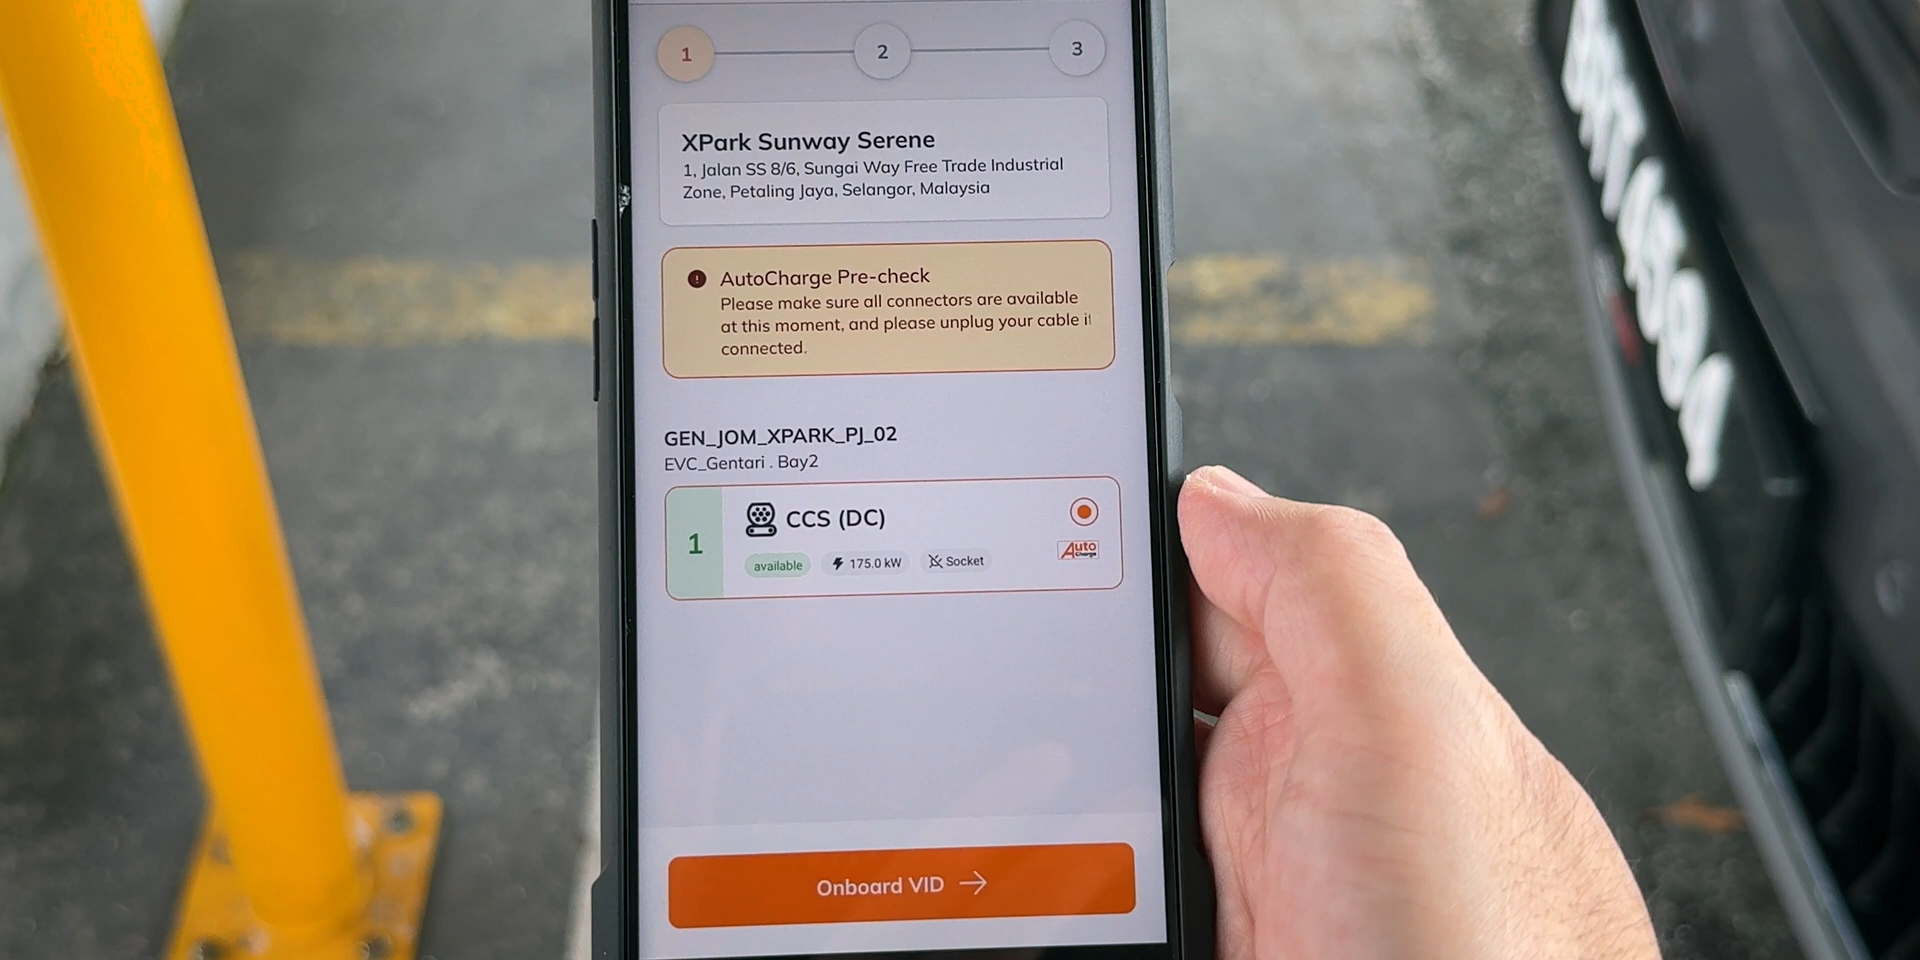 1
2
3
XPark Sunway Serene
1, Jalan SS 8/6, Sungai Way Free Trade Industrial
Zone, Petaling Jaya, Selangor, Malaysia
AutoCharge Pre-check
Please make sure all connectors are available
at this moment, and please unplug your cable if
connected.
GEN_JOM_XPARK_PJ_02
EVC_Gentari . Bay2
1
CCS (DC)
available
175.0 kW
Socket
Auto
Charge
Onboard VID